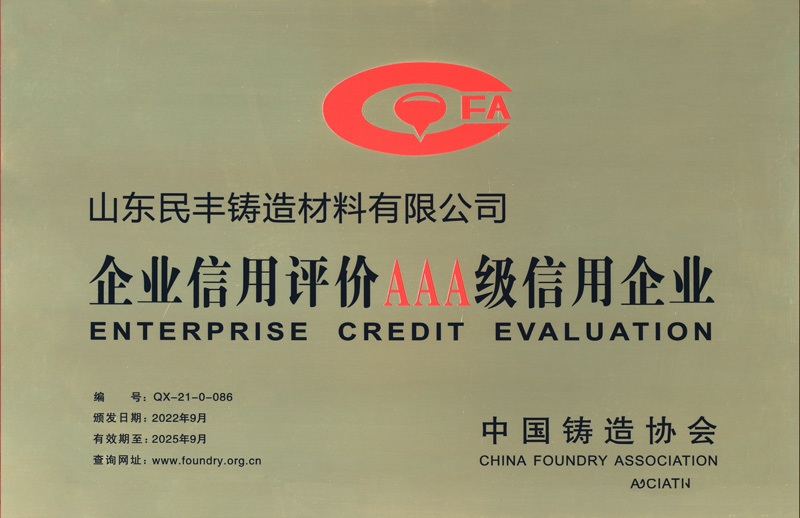 FA
山东民丰铸造材料有限公司
企业信用评价AAA级信用企业
ENTERPRISE CREDIT EVALUATION
编 号：QX-21-0-086
颁发日期：2022年9月
有效期至：2025年9月
查询网址：www.foundry.org.cn
中国铸造协会
CHINA FOUNDRY ASSOCIATION